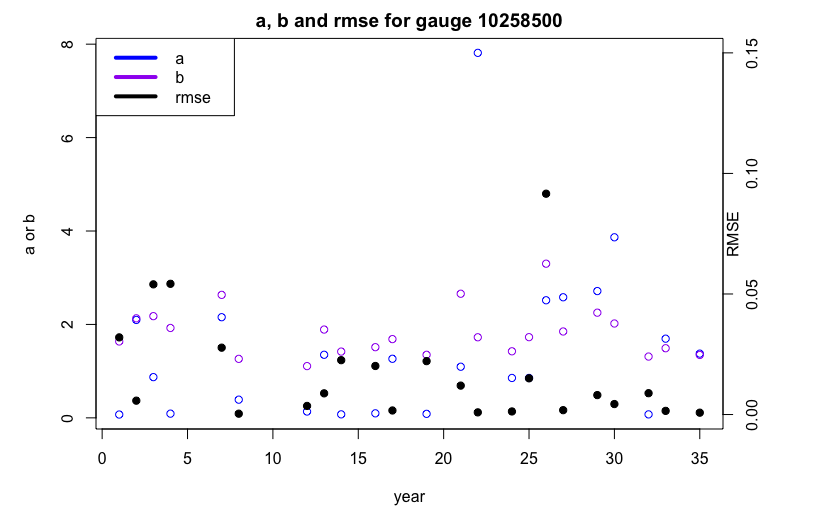 a, b and rmse for gauge 10258500
a
b
rmse
8
6
4
2
0
a or b
0.15
0.10
0.05
0.00
RMSE
0 5 10 15 20 25 30 35
year